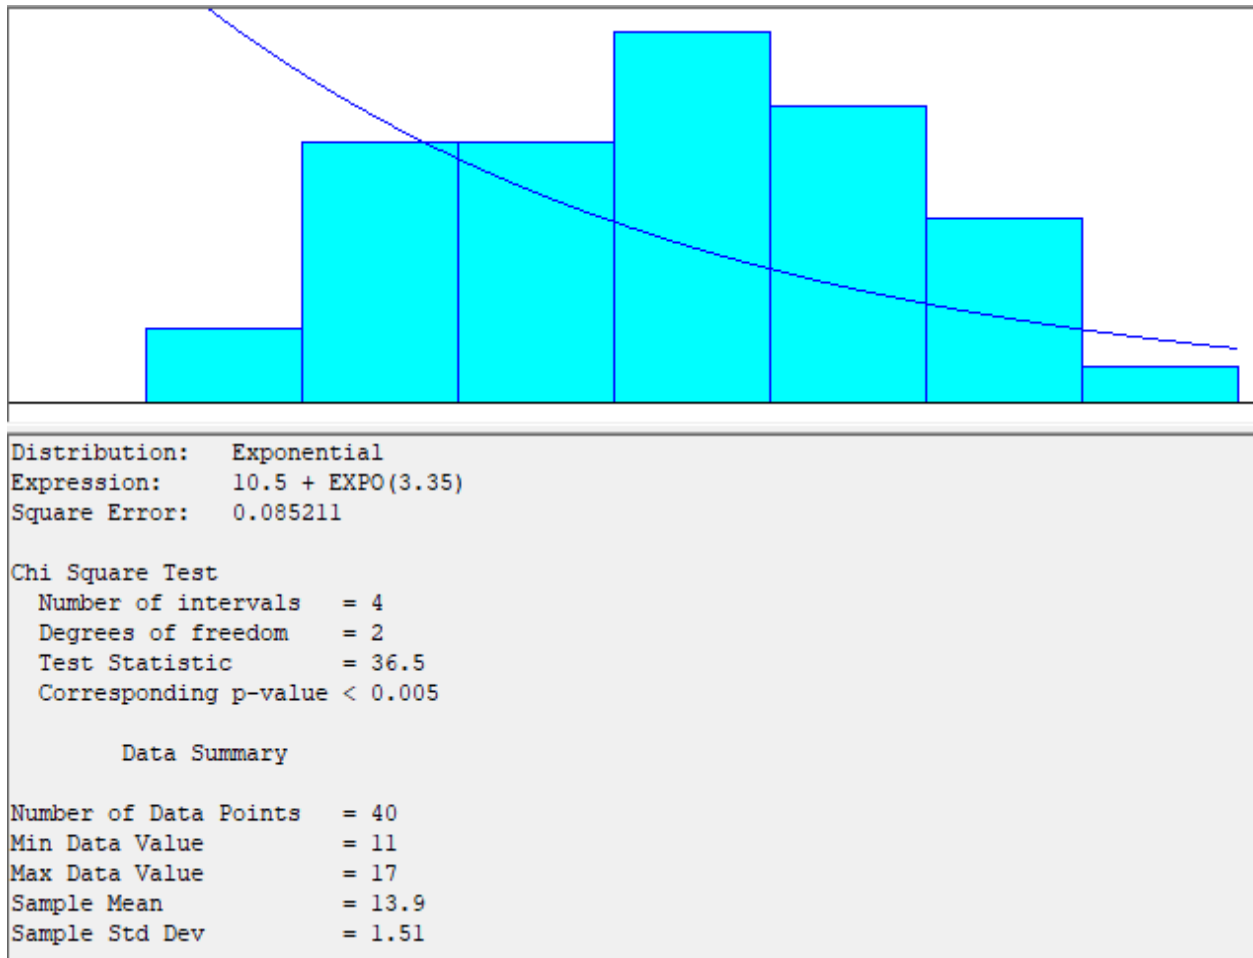 Distribution: Exponential
Expression: 10.5 + EXPO(3.35)
Square Error: 0.085211
Chi Square Test
Number of intervals = 4
Degrees of freedom = 2
Test Statistic = 36.5
Corresponding p-value < 0.005
Data Summary
Number of Data Points = 40
Min Data Value = 11
Max Data Value = 17
Sample Mean = 13.9
Sample Std Dev = 1.51